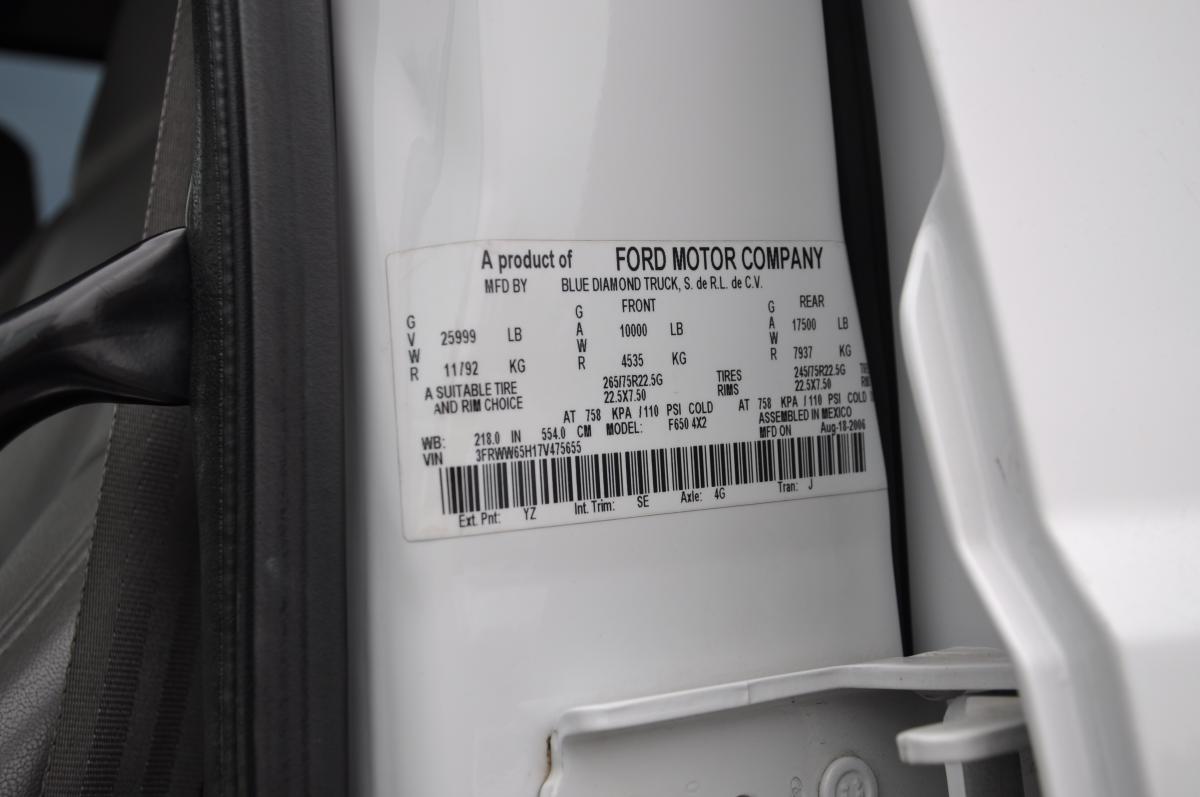 A product of FORD MOTOR COMPANY
MFD BY BLUE DIAMOND TRUCK, S. de R.L. de C.V.
GVWR 25999 LB 11792 KG
GAWR FRONT 10000 LB 4535 KG
GAWR REAR 17500 LB 7937 KG
A SUITABLE TIRE AND RIM CHOICE
265/75R22.5G TIRES 245/75R22.5G
22.5X7.50 RIMS 22.5X7.50
AT 758 KPA /110 PSI COLD AT 758 KPA /110 PSI COLD
WB: 218.0 IN 554.0 CM MODEL: F650 4X2 ASSEMBLED IN MEXICO
VIN 3FRWW65H17V475655 MFD ON Aug-18-2006
Ext. Pnt: YZ Int. Trim: SE Axle: 4G Tran: J